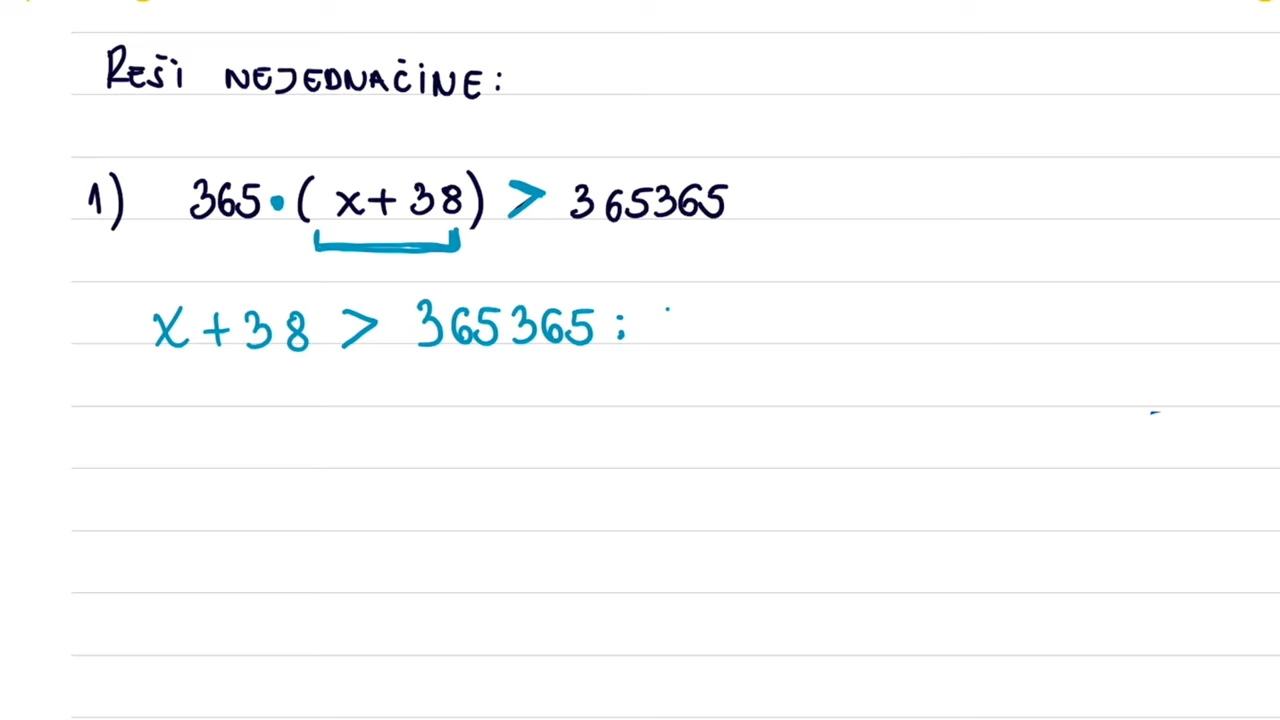 Reši NEJEDNAČINE:
1) 365 · (x + 38) > 365365
x + 38 > 365365 :